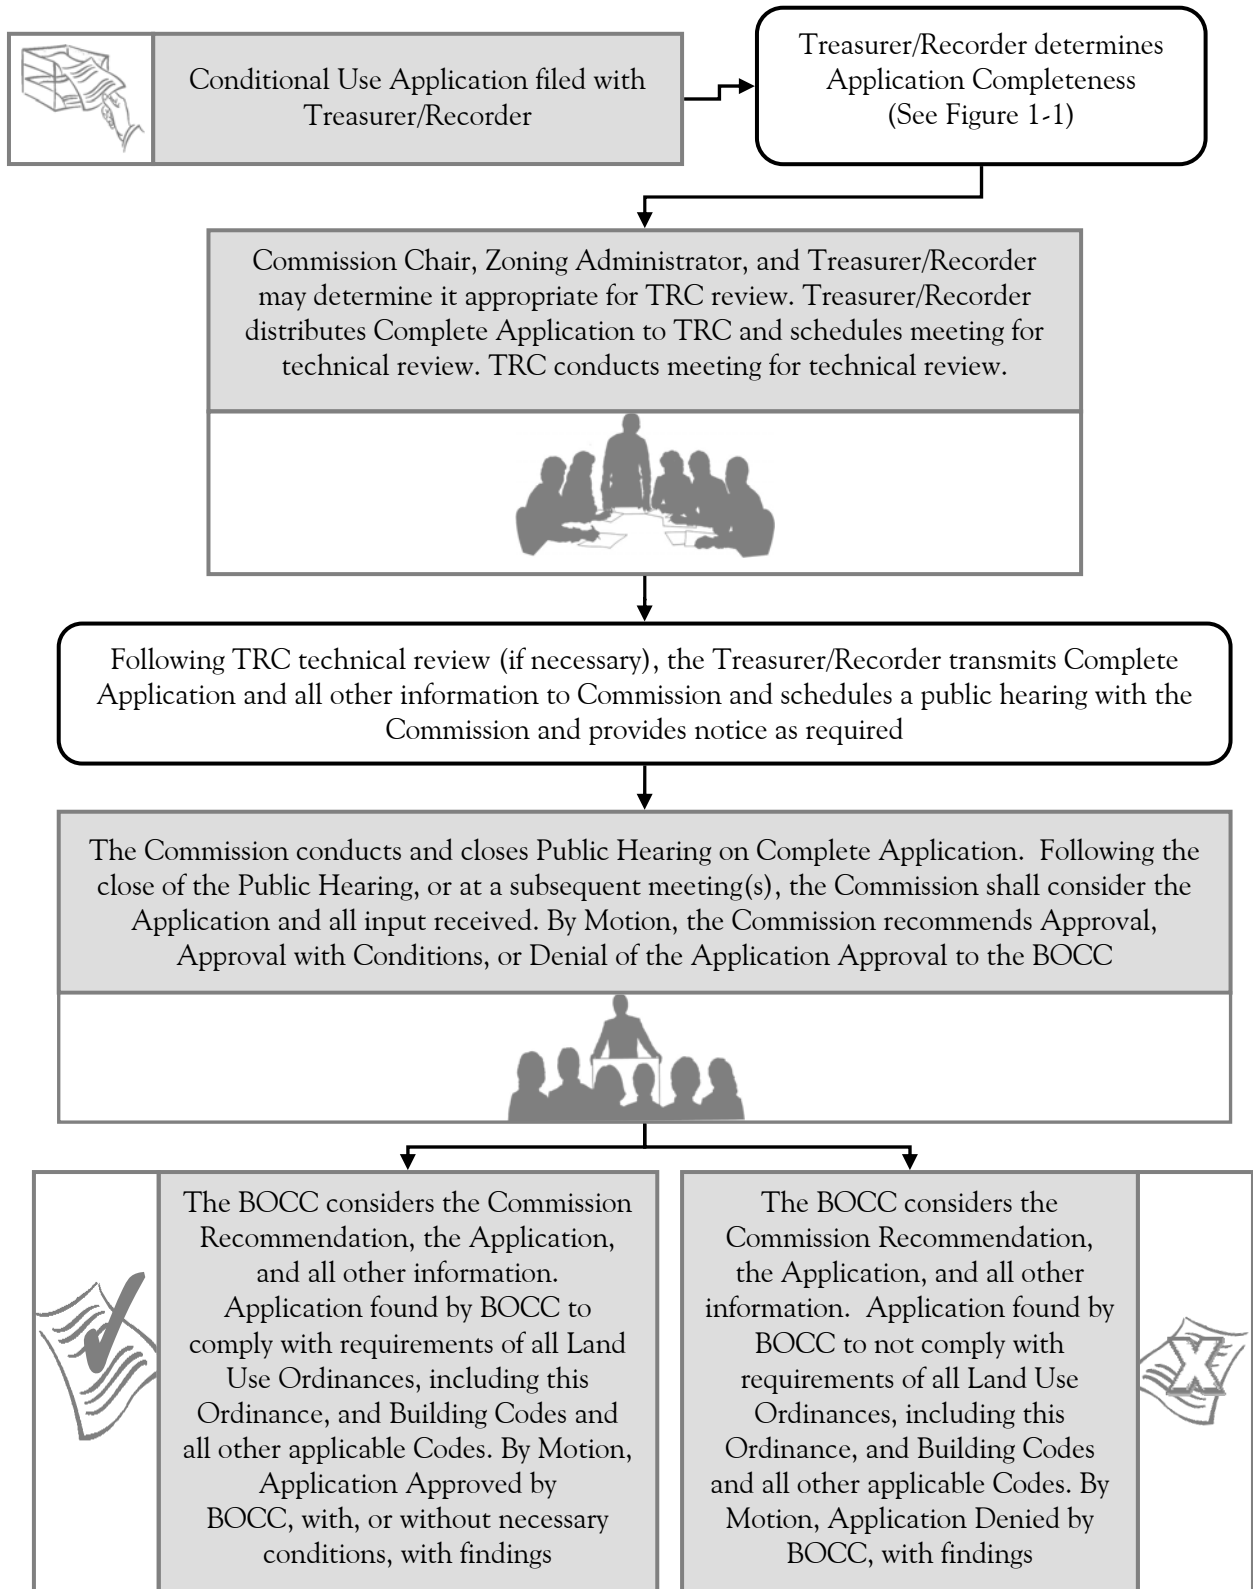 Conditional Use Application filed with
Treasurer/Recorder
Treasurer/Recorder determines
Application Completeness
(See Figure 1-1)
Commission Chair, Zoning Administrator, and Treasurer/Recorder
may determine it appropriate for TRC review. Treasurer/Recorder
distributes Complete Application to TRC and schedules meeting for
technical review. TRC conducts meeting for technical review.
Following TRC technical review (if necessary), the Treasurer/Recorder transmits Complete
Application and all other information to Commission and schedules a public hearing with the
Commission and provides notice as required
The Commission conducts and closes Public Hearing on Complete Application. Following the
close of the Public Hearing, or at a subsequent meeting(s), the Commission shall consider the
Application and all input received. By Motion, the Commission recommends Approval,
Approval with Conditions, or Denial of the Application Approval to the BOCC
The BOCC considers the Commission
Recommendation, the Application,
and all other information.
Application found by BOCC to
comply with requirements of all Land
Use Ordinances, including this
Ordinance, and Building Codes and
all other applicable Codes. By Motion,
Application Approved by
BOCC, with, or without necessary
conditions, with findings
The BOCC considers the
Commission Recommendation,
the Application, and all other
information. Application found by
BOCC to not comply with
requirements of all Land Use
Ordinances, including this
Ordinance, and Building Codes
and all other applicable Codes. By
Motion, Application Denied by
BOCC, with findings